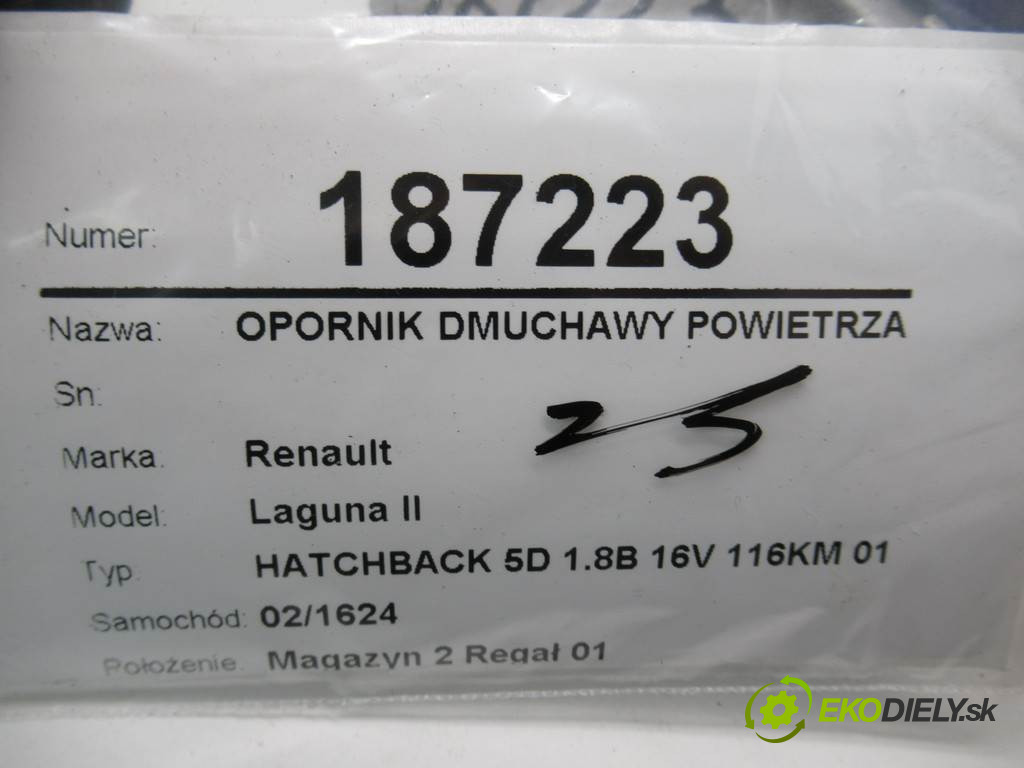 Numer: 187223
Nazwa: OPORNIK DMUCHAWY POWIETRZA
Sn:
25
Marka: Renault
Model: Laguna II
Typ: HATCHBACK 5D 1.8B 16V 116KM 01
Samochód: 02/1624
Położenie: Magazyn 2 Regał 01
EKODIELY.sk